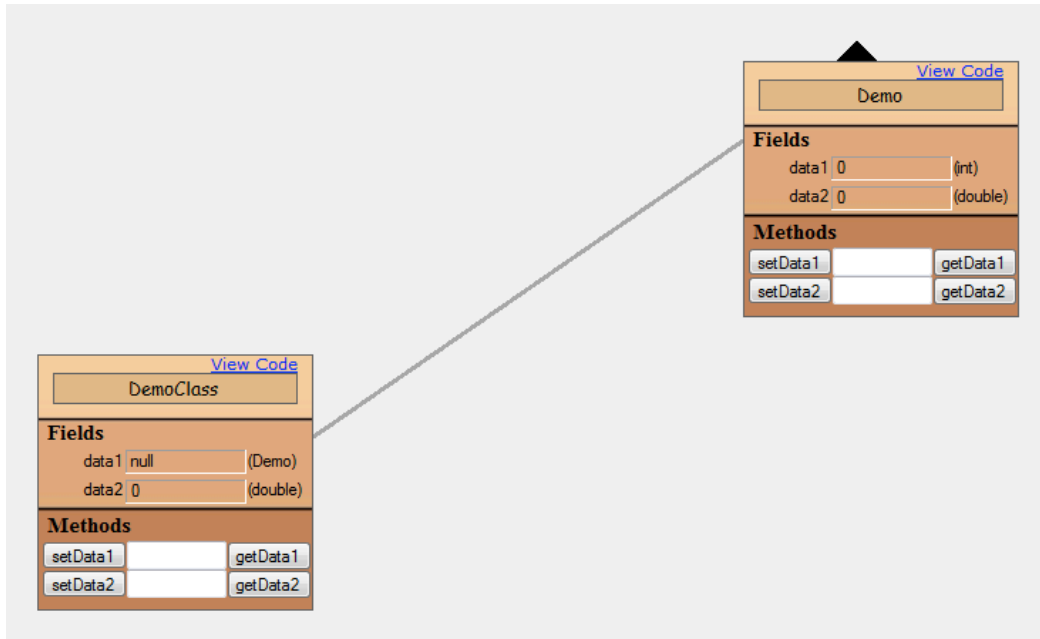 View Code
Demo
Fields
data1 0 (int)
data2 0 (double)
Methods
setData1 getData1
setData2 getData2
View Code
DemoClass
Fields
data1 null (Demo)
data2 0 (double)
Methods
setData1 getData1
setData2 getData2